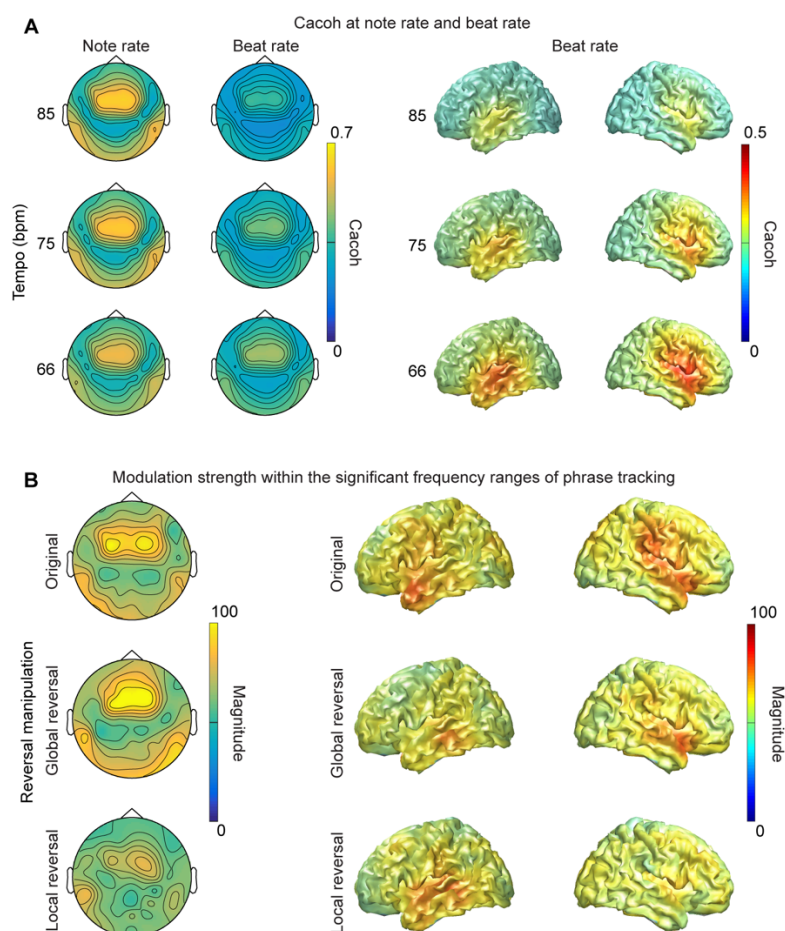 A
Cacoh at note rate and beat rate
Note rate
Beat rate
Beat rate
Tempo (bpm)
85
75
66
0.7
Cacoh
0
85
75
66
0.5
Cacoh
0
B
Modulation strength within the significant frequency ranges of phrase tracking
Reversal manipulation
Original
Global reversal
Local reversal
100
Magnitude
0
Original
Global reversal
Local reversal
100
Magnitude
0